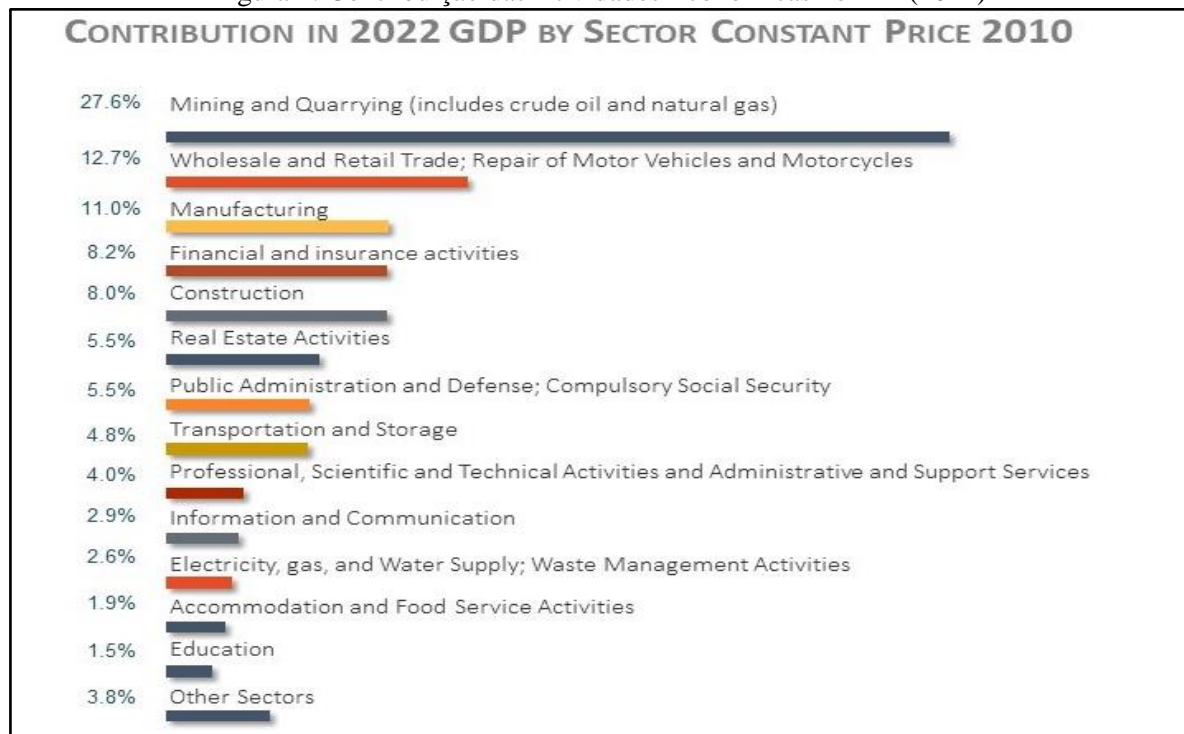 CONTRIBUTION IN 2022 GDP BY SECTOR CONSTANT PRICE 2010
27.6% Mining and Quarrying (includes crude oil and natural gas)
12.7% Wholesale and Retail Trade; Repair of Motor Vehicles and Motorcycles
11.0% Manufacturing
8.2% Financial and insurance activities
8.0% Construction
5.5% Real Estate Activities
5.5% Public Administration and Defense; Compulsory Social Security
4.8% Transportation and Storage
4.0% Professional, Scientific and Technical Activities and Administrative and Support Services
2.9% Information and Communication
2.6% Electricity, gas, and Water Supply; Waste Management Activities
1.9% Accommodation and Food Service Activities
1.5% Education
3.8% Other Sectors